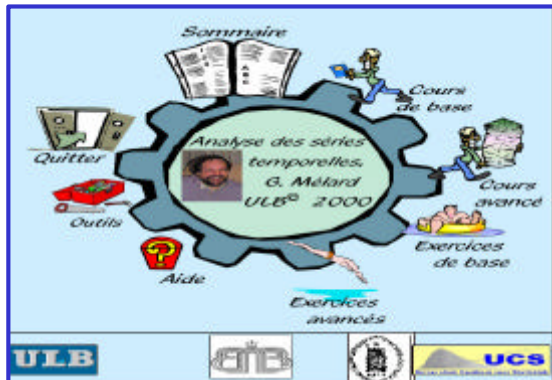 Sommaire
Cours
de base
Quitter
Analyse des séries
temporelles.
G. Mélard
ULB© 2000
Cours
avancé
Outils
Exercices
de base
Aide
Exercices
avancés
ULB
UCS